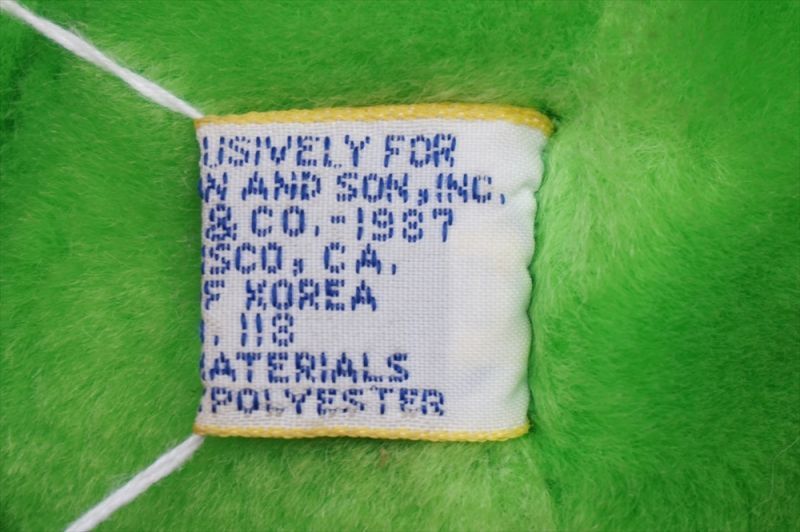 USIVELY FOR
W AND SON, INC.
& CO.-1987
SCO, CA.
F KOREA
. 118
ATERIALS
.POLYESTER